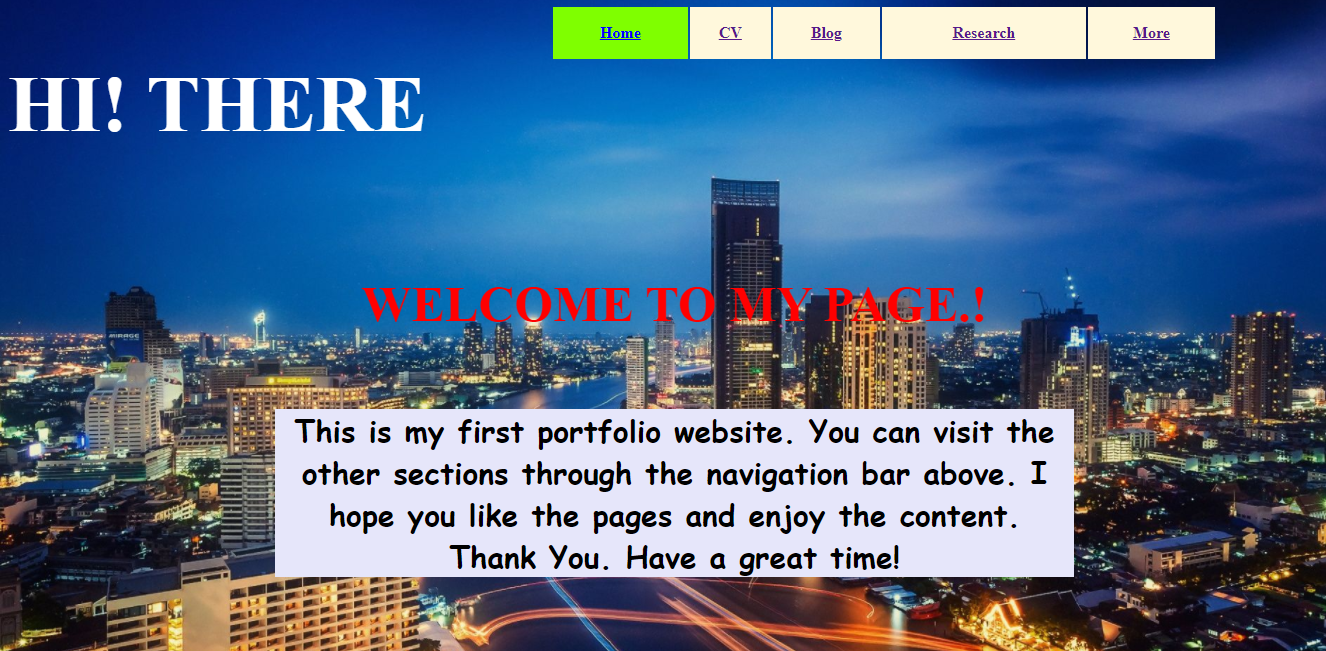 Home CV Blog Research More
HI! THERE
WELCOME TO MY PAGE.!
MIRAGE
This is my first portfolio website. You can visit the
other sections through the navigation bar above. I
hope you like the pages and enjoy the content.
Thank You. Have a great time!